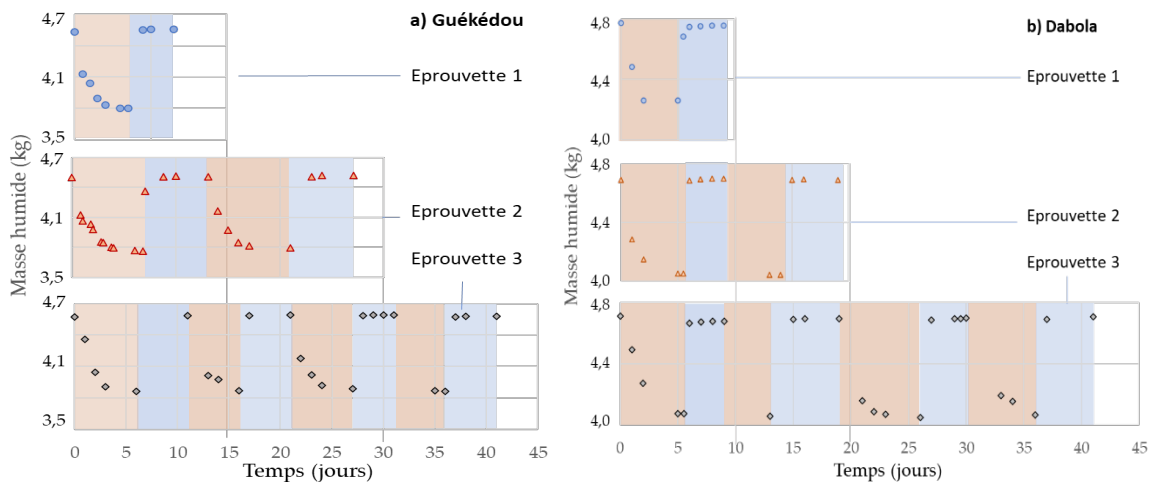 a) Guékédou
4,7
4,1
3,5
Eprouvette 1
4,7
4,1
3,5
Eprouvette 2
Eprouvette 3
4,7
4,1
3,5
0 5 10 15 20 25 30 35 40 45
Masse humide (kg)
Temps (jours)
b) Dabola
4,8
4,4
4,0
Eprouvette 1
4,8
4,4
4,0
Eprouvette 2
Eprouvette 3
4,8
4,4
4,0
0 5 10 15 20 25 30 35 40 45
Masse humide (kg)
Temps (jours)